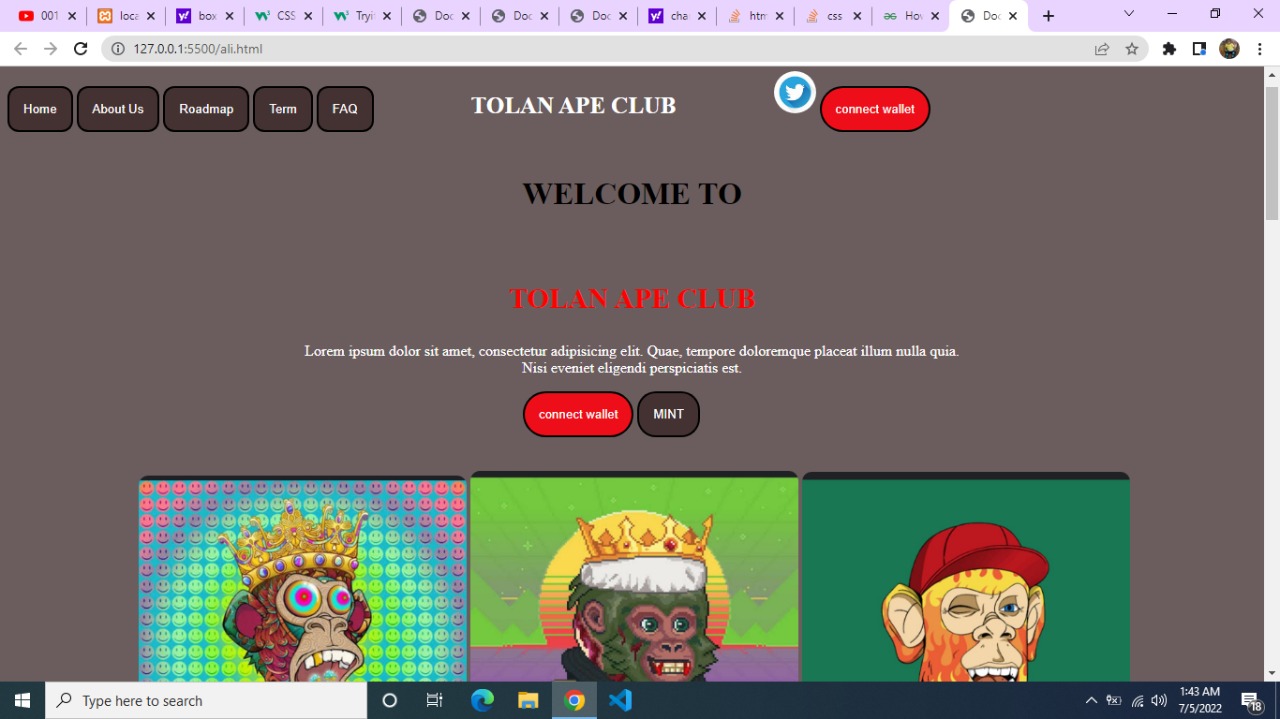 001
loca
box
CSS
Tryi
Doc
Doc
Doc
cha
htm
css
Hov
Doc
127.0.0.1:5500/ali.html
Home
About Us
Roadmap
Term
FAQ
TOLAN APE CLUB
connect wallet
WELCOME TO
TOLAN APE CLUB
Lorem ipsum dolor sit amet, consectetur adipisicing elit. Quae, tempore doloremque placeat illum nulla quia.
Nisi eveniet eligendi perspiciatis est.
connect wallet
MINT
Type here to search
1:43 AM
7/5/2022
18